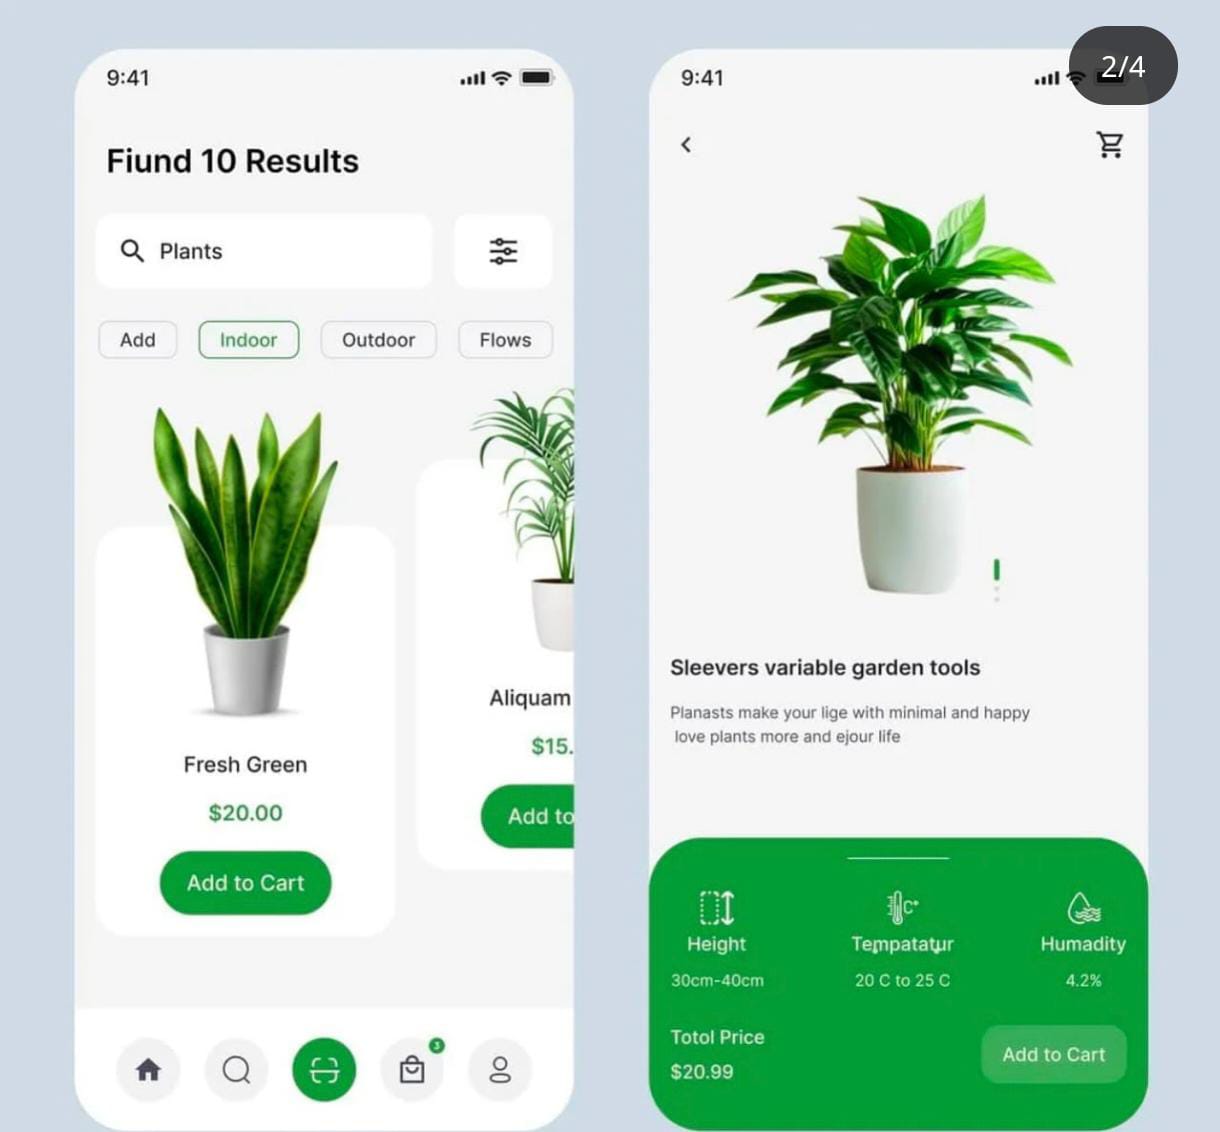 9:41
Fiund 10 Results
Plants
Add
Indoor
Outdoor
Flows
Fresh Green
$20.00
Add to Cart
Aliquam
$15.
Add to
3
2/4
9:41
Sleevers variable garden tools
Planasts make your lige with minimal and happy
love plants more and ejour life
C°
Height
Tempatatur
Humadity
30cm-40cm
20 C to 25 C
4.2%
Totol Price
$20.99
Add to Cart